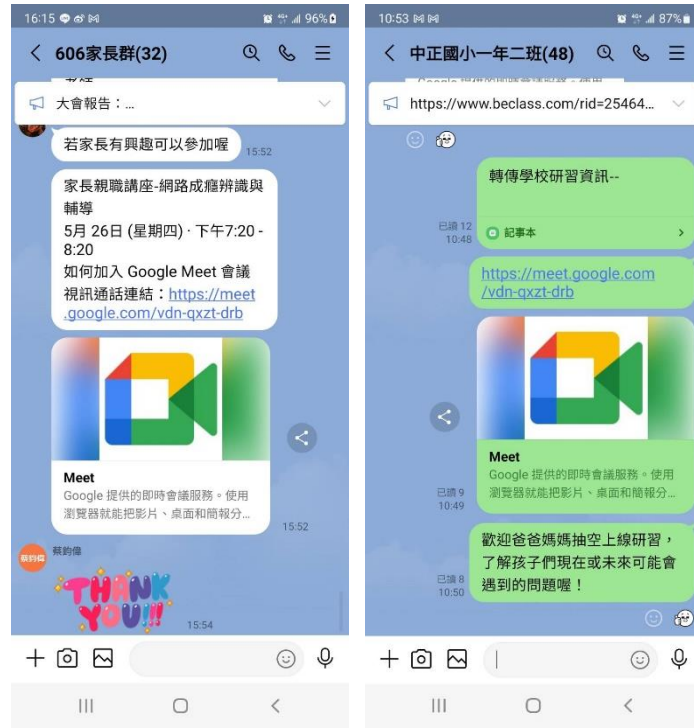 16:15
96%
606家長群(32)
大會報告：...
若家長有興趣可以參加喔
15:52
家長親職講座-網路成癮辨識與
輔導
5月 26日 (星期四)· 下午7:20 -
8:20
如何加入 Google Meet 會議
視訊通話連結：https://meet
.google.com/vdn-qxzt-drb
Meet
Google 提供的即時會議服務。使用
瀏覽器就能把影片、桌面和簡報分...
15:52
蔡鈞偉
蔡鈞偉
THANK
YOU!!!
15:54
10:53
87%
中正國小一年二班(48)
https://www.beclass.com/rid=25464...
轉傳學校研習資訊--
已讀 12
10:48
記事本
https://meet.google.com
/vdn-qxzt-drb
Meet
Google 提供的即時會議服務。使用
瀏覽器就能把影片、桌面和簡報分...
已讀 9
10:49
歡迎爸爸媽媽抽空上線研習，
了解孩子們現在或未來可能會
遇到的問題喔！
已讀 8
10:50